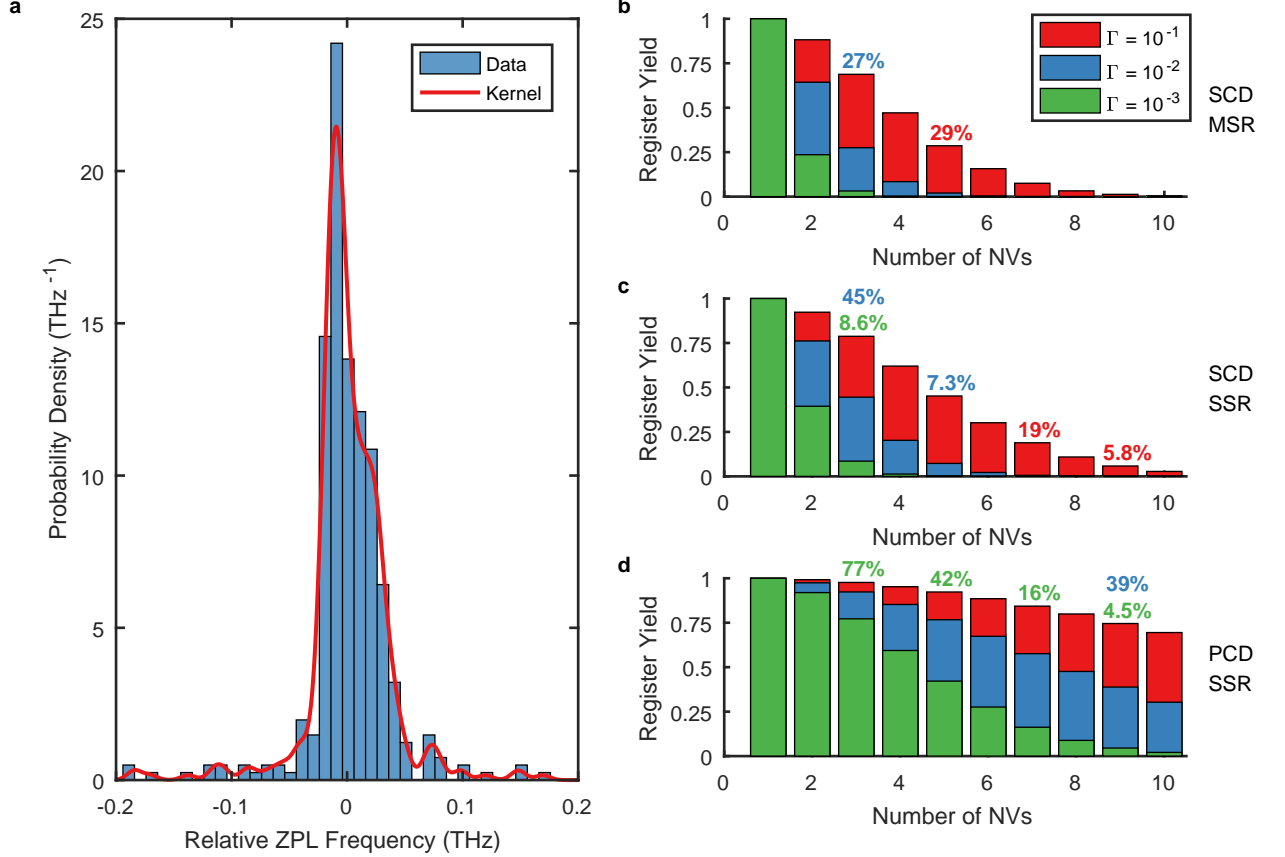 a
25
20
15
10
5
0
-0.2
-0.1
0
0.1
0.2
Probability Density (THz -1)
Relative ZPL Frequency (THz)
Data
Kernel
b
1
0.75
0.5
0.25
0
0
2
4
6
8
10
Register Yield
Number of NVs
27%
29%
Γ = 10-1
Γ = 10-2
Γ = 10-3
SCD
MSR
c
1
0.75
0.5
0.25
0
0
2
4
6
8
10
Register Yield
Number of NVs
45%
8.6%
7.3%
19%
5.8%
SCD
SSR
d
1
0.75
0.5
0.25
0
0
2
4
6
8
10
Register Yield
Number of NVs
77%
42%
16%
39%
4.5%
PCD
SSR